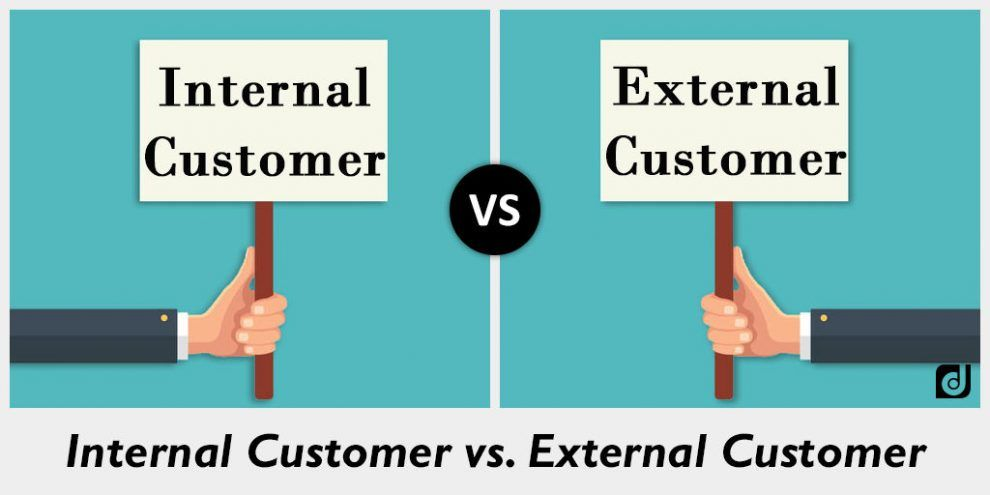 Internal
Customer
VS
External
Customer
Internal Customer vs. External Customer